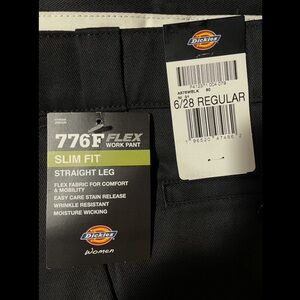 Dickies
6/28 REGULAR
776F FLEX
WORK PANT
SLIM FIT
STRAIGHT LEG
FLEX FABRIC FOR COMFORT
& MOBILITY
EASY CARE STAIN RELEASE
WRINKLE RESISTANT
MOISTURE WICKING
Dickies
Women